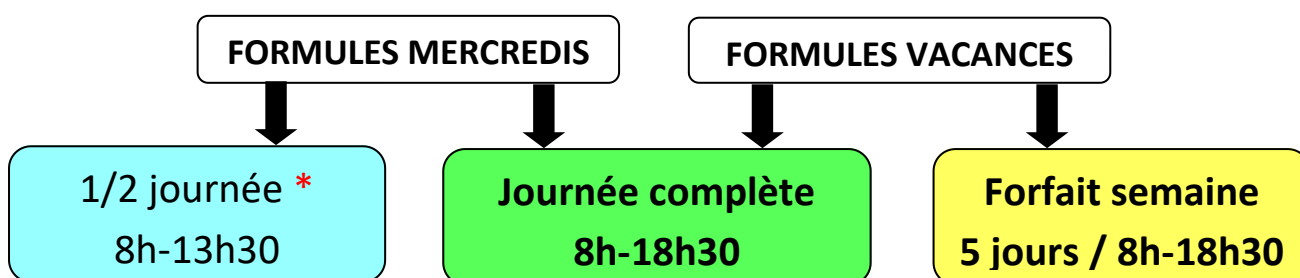 FORMULES MERCREDIS
FORMULES VACANCES
1/2 journée *
8h-13h30
Journée complète
8h-18h30
Forfait semaine
5 jours / 8h-18h30